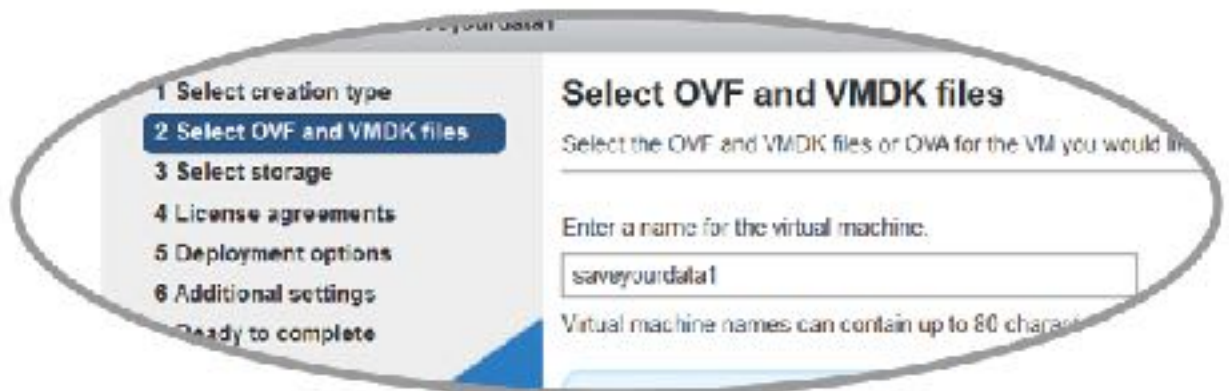 1 Select creation type
2 Select OVF and VMDK files
3 Select storage
4 License agreements
5 Deployment options
6 Additional settings
Ready to complete
Select OVF and VMDK files
Select the OVF and VMDK files or OVA for the VM you would
Enter a name for the virtual machine.
saveyourdata1
Virtual machine names can contain up to 80